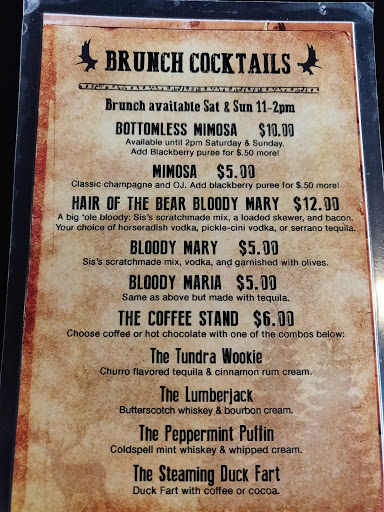 BRUNCH COCKTAILS
Brunch available Sat & Sun 11-2pm
BOTTOMLESS MIMOSA $10.00
Available until 2pm Saturday & Sunday.
Add Blackberry puree for $.50 more!
MIMOSA $5.00
Classic champagne and OJ. Add blackberry puree for $.50 more!
HAIR OF THE BEAR BLOODY MARY $12.00
A big 'ole bloody: Sis's scratchmade mix, a loaded skewer, and bacon.
Your choice of horseradish vodka, pickle-cini vodka, or serrano tequila.
BLOODY MARY $5.00
Sis's scratchmade mix, vodka, and garnished with olives.
BLOODY MARIA $5.00
Same as above but made with tequila.
THE COFFEE STAND $6.00
Choose coffee or hot chocolate with one of the combos below:
The Tundra Wookie
Churro flavored tequila & cinnamon rum cream.
The Lumberjack
Butterscotch whiskey & bourbon cream.
The Peppermint Puffin
Coldspell mint whiskey & whipped cream.
The Steaming Duck Fart
Duck Fart with coffee or cocoa.